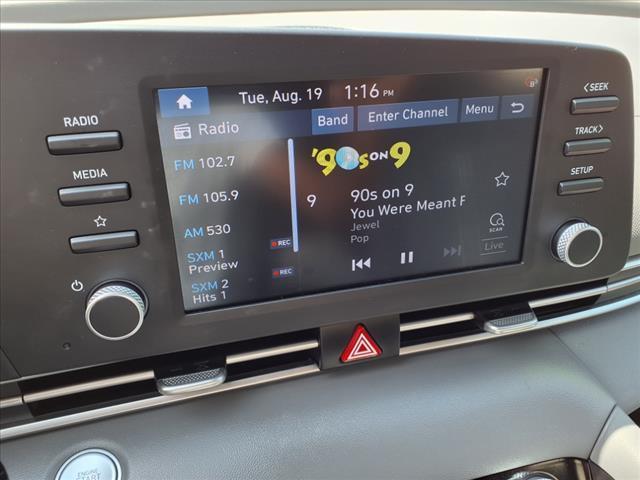 Tue, Aug. 19 1:16 PM
< SEEK
RADIO
Radio
Band
Enter Channel
Menu
TRACK >
FM 102.7
'90s ON 9
MEDIA
FM 105.9
9
90s on 9
SETUP
You Were Meant F
AM 530
Jewel
Pop
SCAN
SXM 1
REC
Live
Preview
SXM 2
REC
Hits 1
ENGINE
START